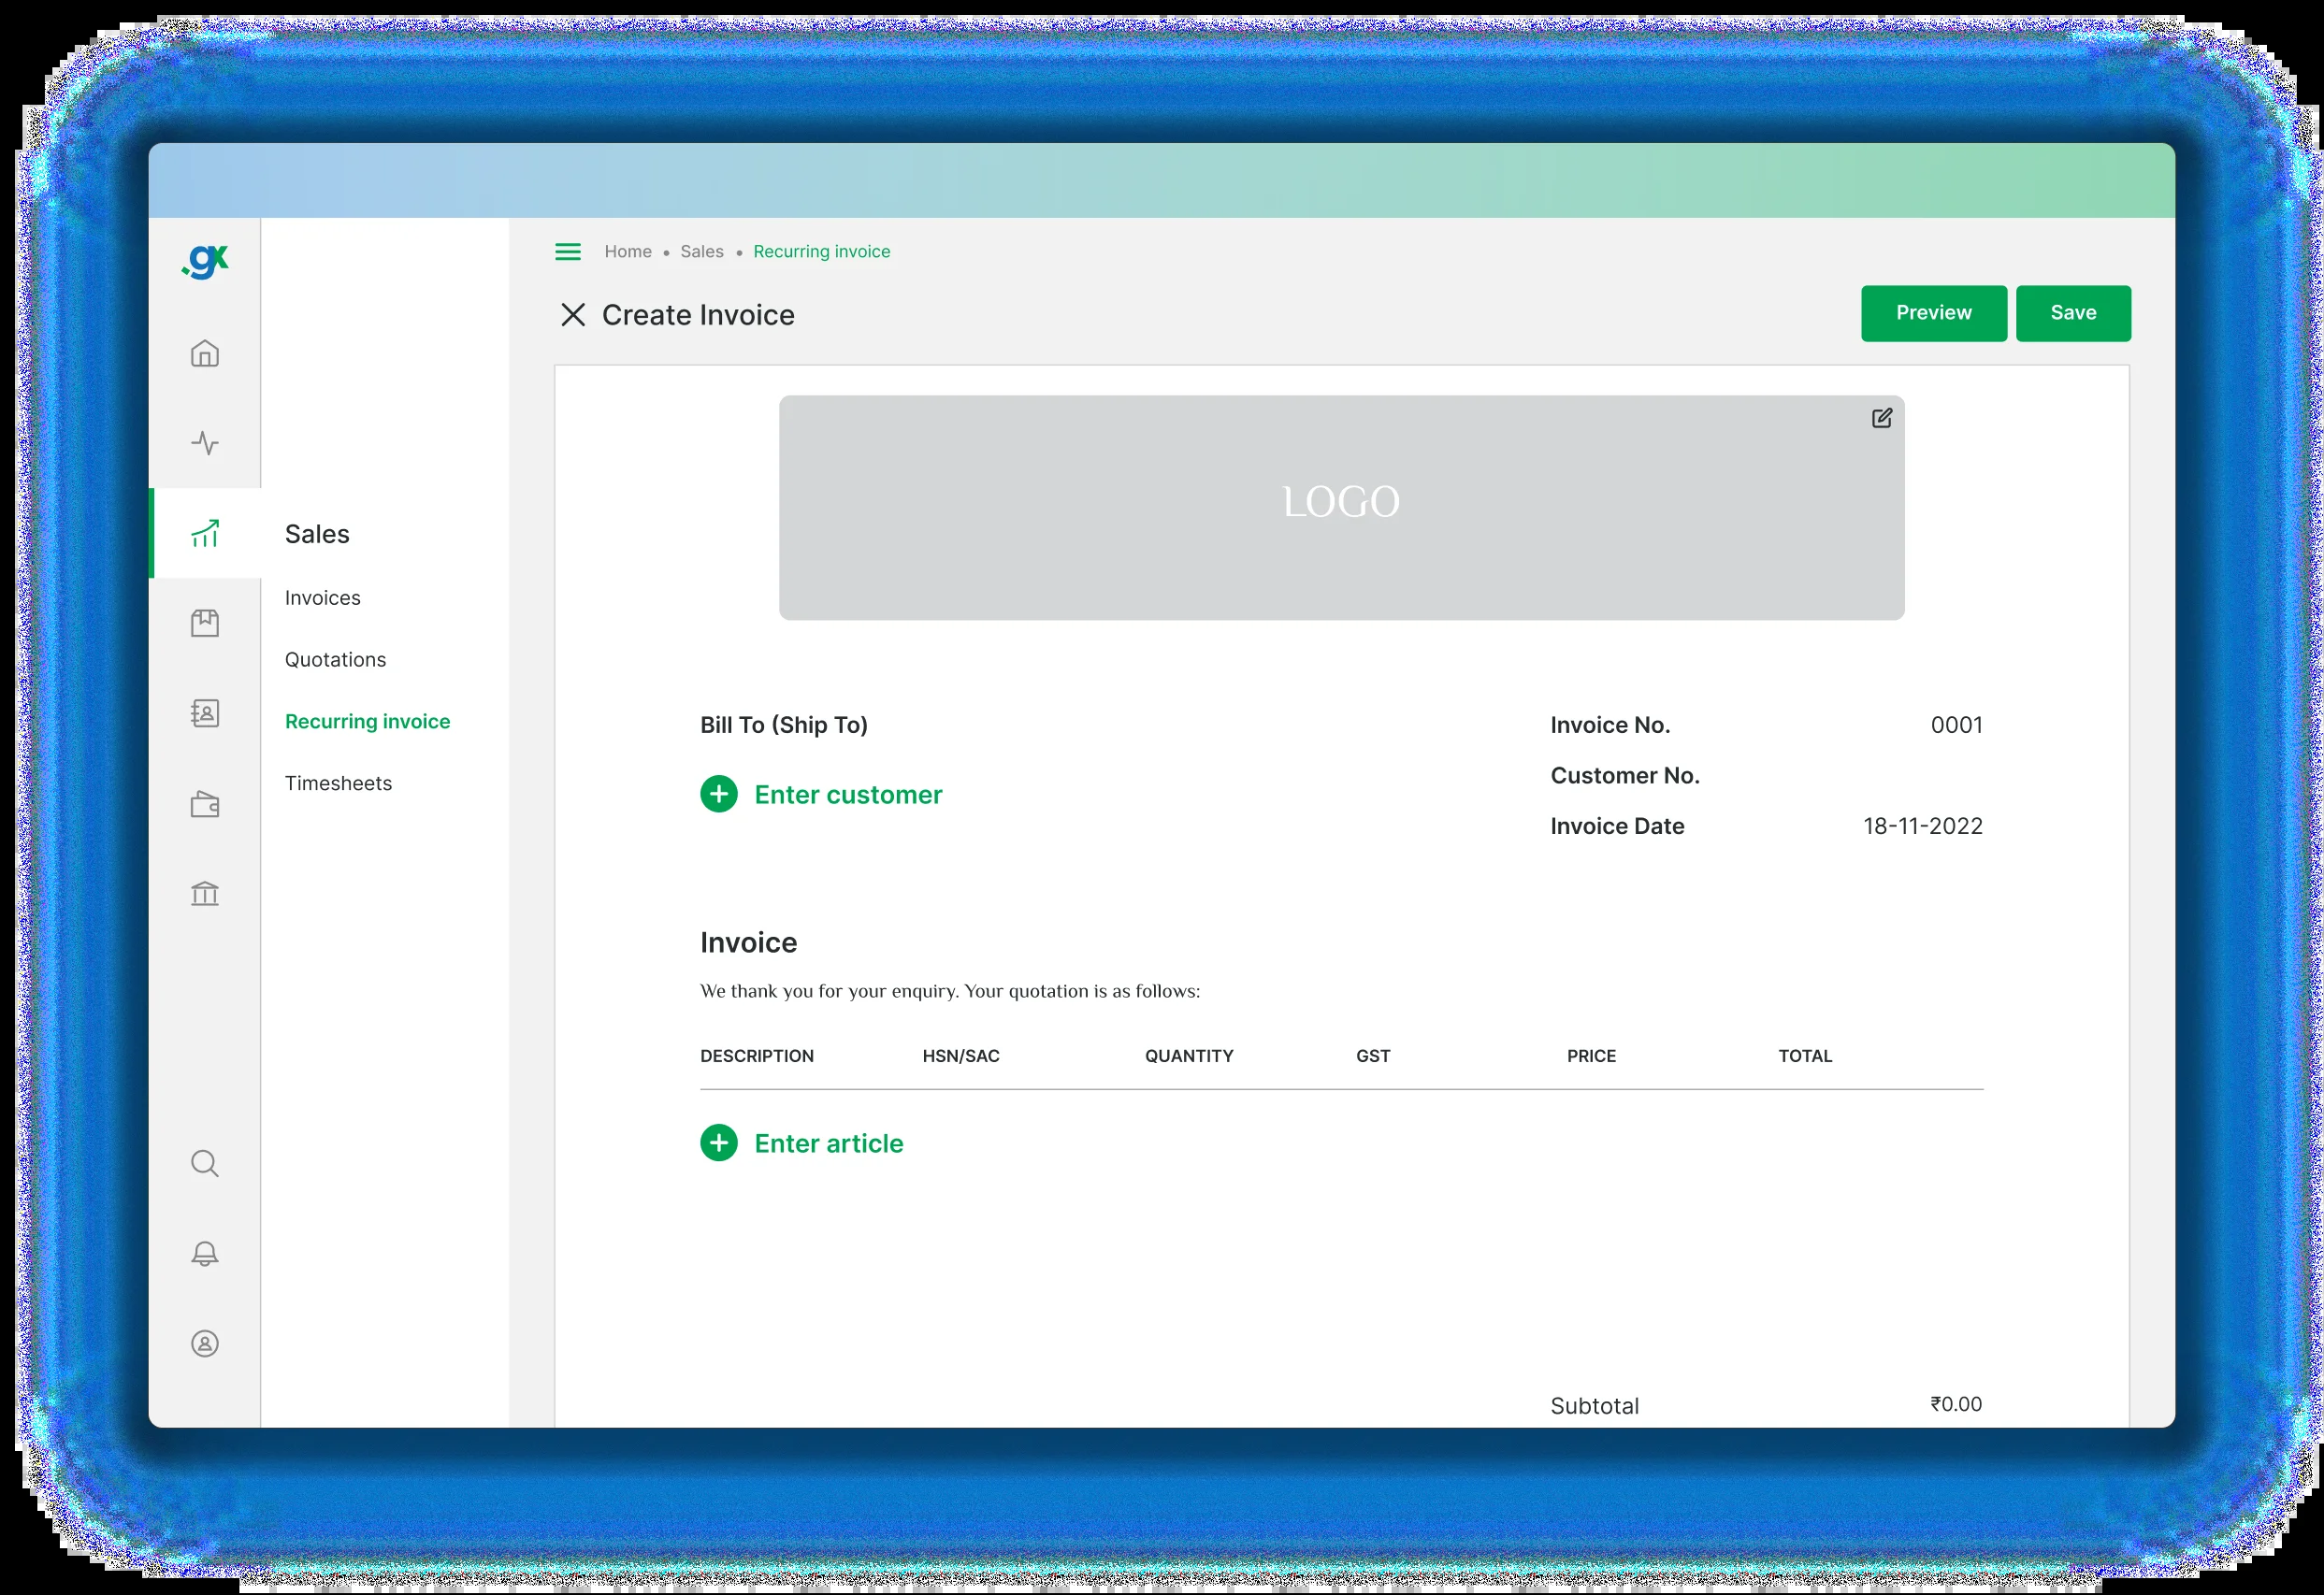 .gx
Home • Sales • Recurring invoice
Create Invoice
Preview
Save
LOGO
Sales
Invoices
Quotations
Recurring invoice
Timesheets
Bill To (Ship To)
Enter customer
Invoice No. 0001
Customer No.
Invoice Date 18-11-2022
Invoice
We thank you for your enquiry. Your quotation is as follows:
DESCRIPTION HSN/SAC QUANTITY GST PRICE TOTAL
Enter article
Subtotal ₹0.00